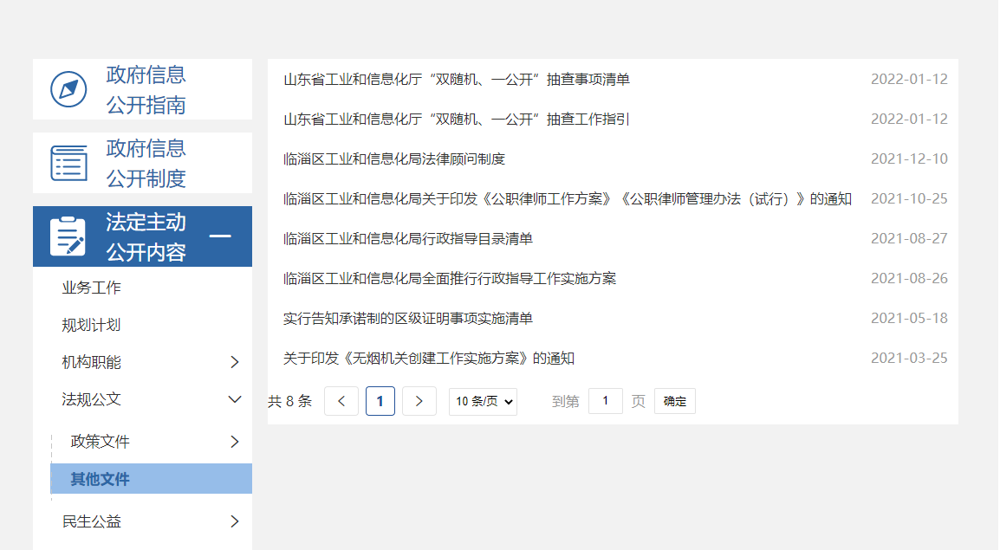 政府信息
公开指南
政府信息
公开制度
法定主动
公开内容
业务工作
规划计划
机构职能
法规公文
政策文件
其他文件
民生公益
山东省工业和信息化厅“双随机、一公开”抽查事项清单 2022-01-12
山东省工业和信息化厅“双随机、一公开”抽查工作指引 2022-01-12
临淄区工业和信息化局法律顾问制度 2021-12-10
临淄区工业和信息化局关于印发《公职律师工作方案》《公职律师管理办法（试行）》的通知 2021-10-25
临淄区工业和信息化局行政指导目录清单 2021-08-27
临淄区工业和信息化局全面推行行政指导工作实施方案 2021-08-26
实行告知承诺制的区级证明事项实施清单 2021-05-18
关于印发《无烟机关创建工作实施方案》的通知 2021-03-25
共 8 条 1 10 条/页 到第 1 页 确定